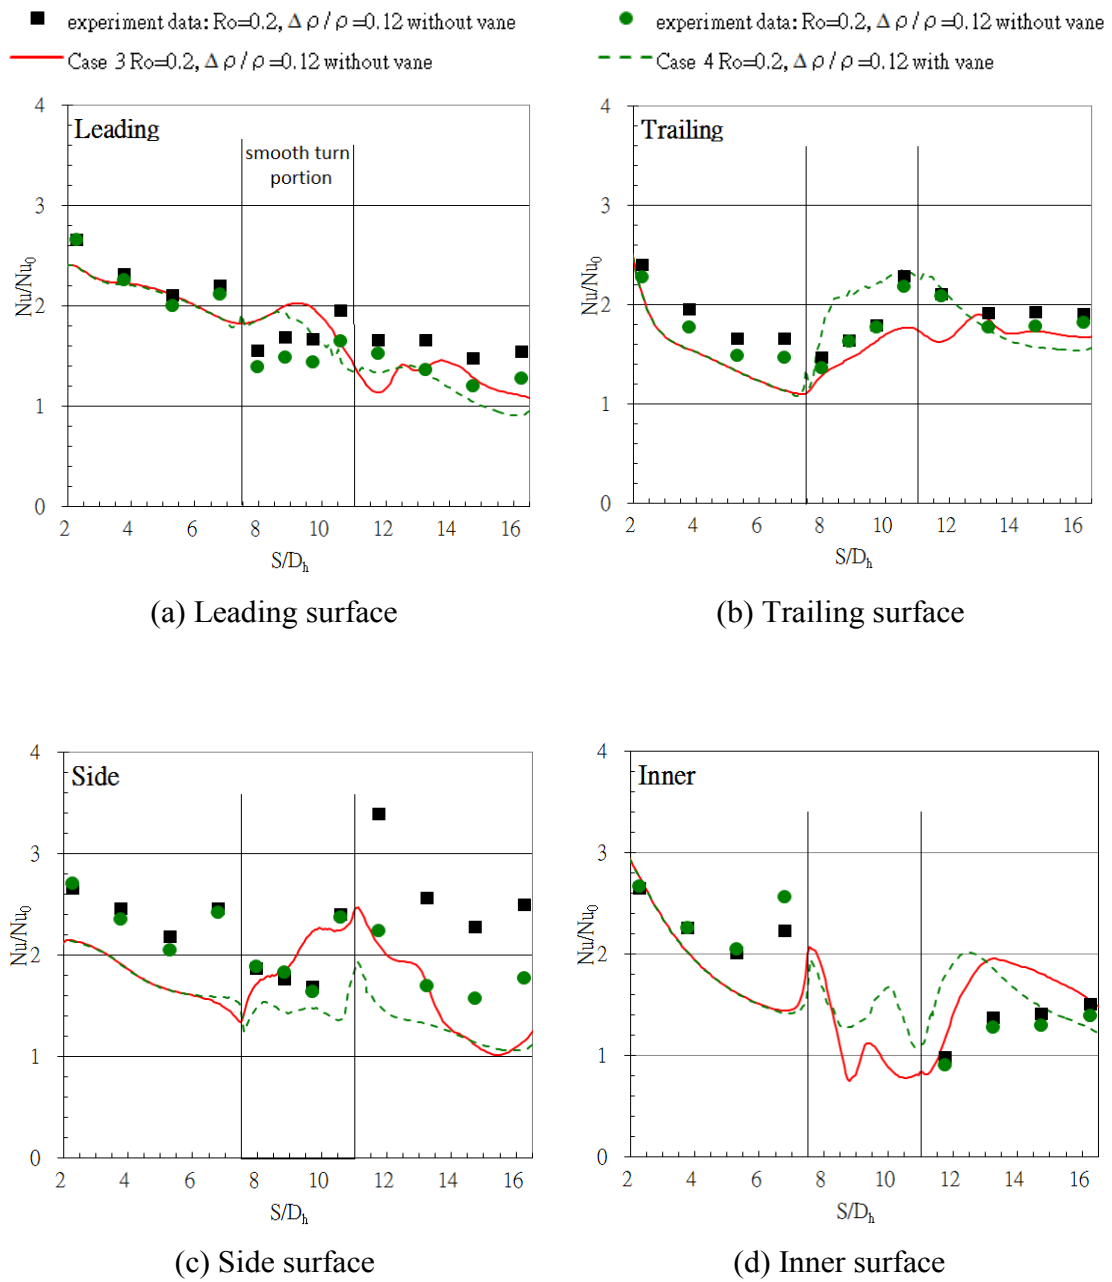 experiment data: Ro=0.2, Δρ/ρ=0.12 without vane
experiment data: Ro=0.2, Δρ/ρ=0.12 without vane
Case 3 Ro=0.2, Δρ/ρ=0.12 without vane
Case 4 Ro=0.2, Δρ/ρ=0.12 with vane
4
3
2
1
0
Nu/Nu0
Leading
smooth turn
portion
2 4 6 8 10 12 14 16
S/Dh
(a) Leading surface
4
3
2
1
0
Nu/Nu0
Trailing
2 4 6 8 10 12 14 16
S/Dh
(b) Trailing surface
4
3
2
1
0
Nu/Nu0
Side
2 4 6 8 10 12 14 16
S/Dh
(c) Side surface
4
3
2
1
0
Nu/Nu0
Inner
2 4 6 8 10 12 14 16
S/Dh
(d) Inner surface